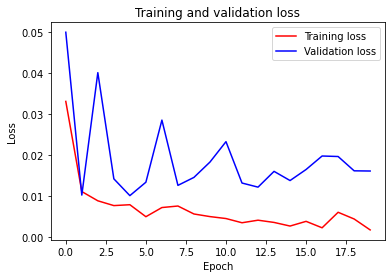 Training and validation loss
Training loss
Validation loss
Loss
0.05
0.04
0.03
0.02
0.01
0.00
0.0 2.5 5.0 7.5 10.0 12.5 15.0 17.5
Epoch